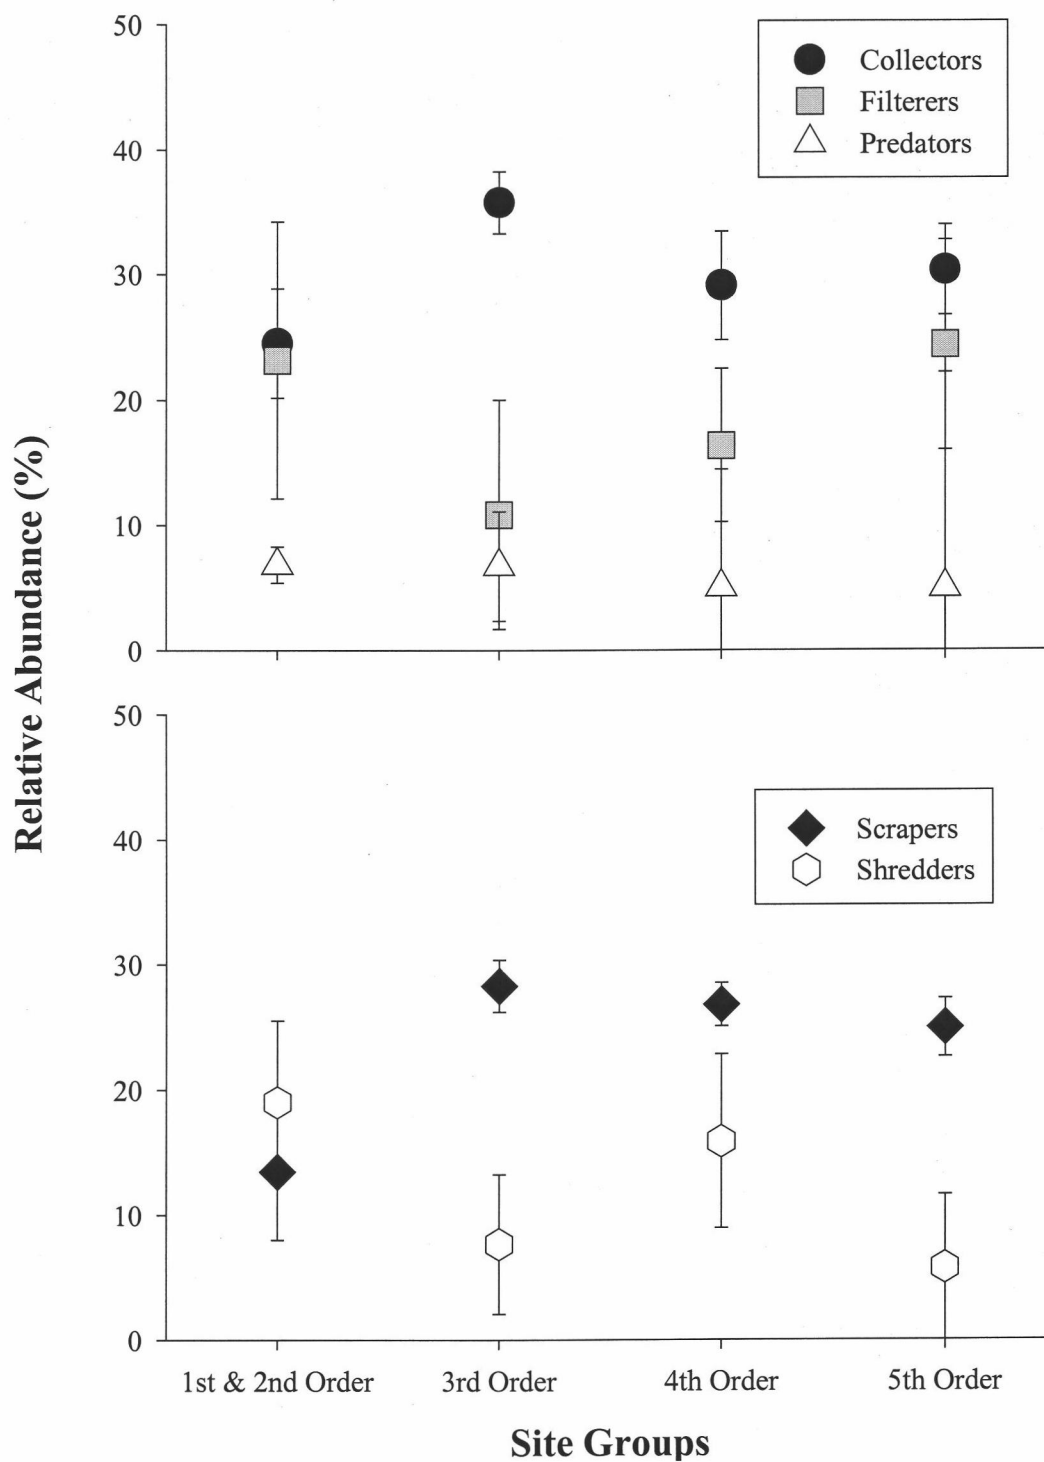 50
40
30
20
10
0
Collectors
Filterers
Predators
Relative Abundance (%)
50
40
30
20
10
0
Scrapers
Shredders
1st & 2nd Order
3rd Order
4th Order
5th Order
Site Groups